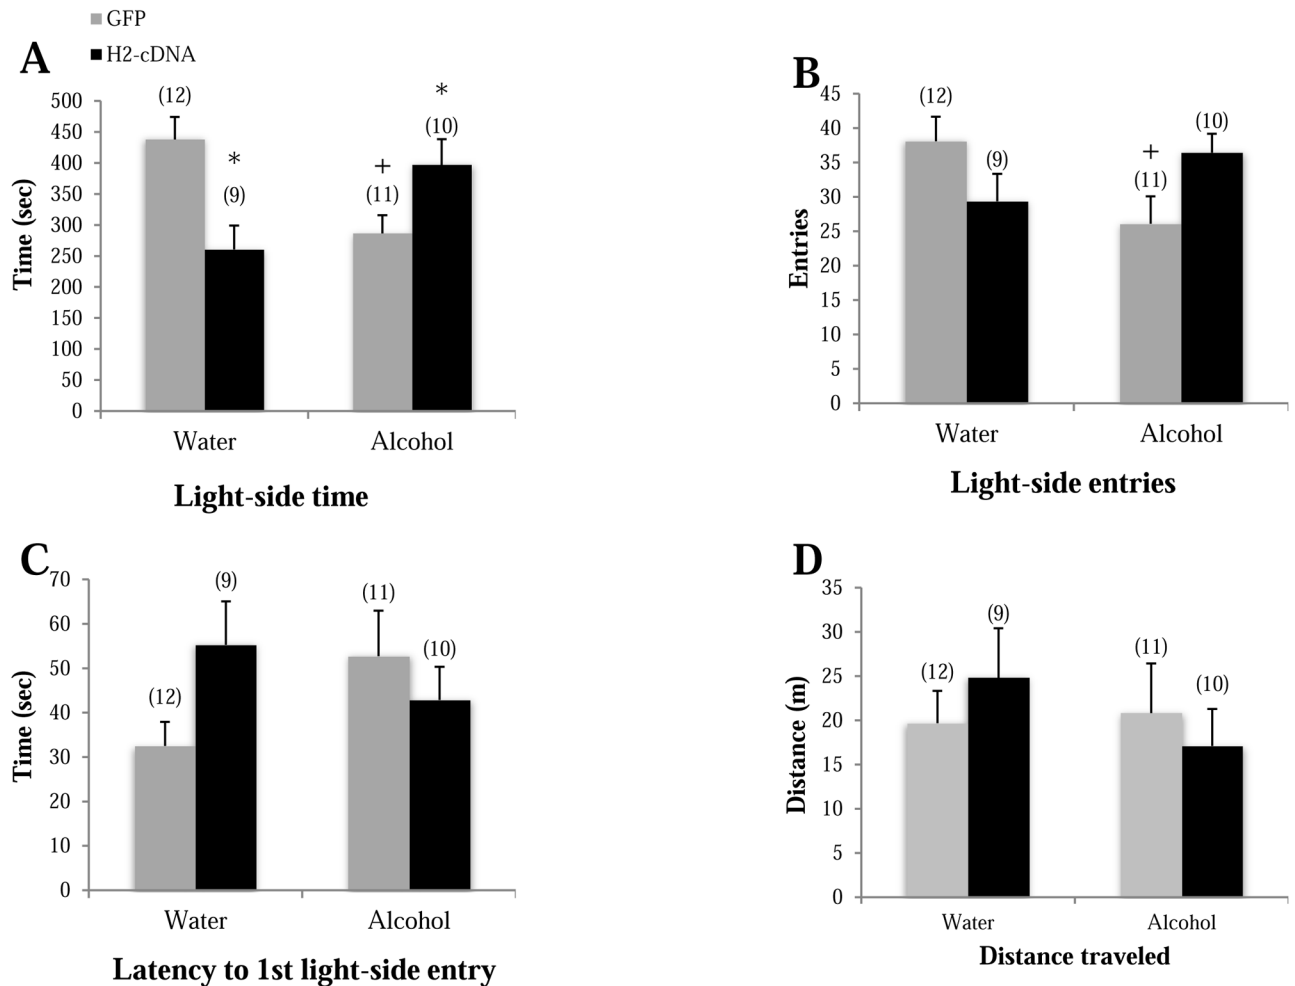 GFP
H2-cDNA
A
Time (sec)
500
450
400
350
300
250
200
150
100
50
0
(12)
*
(9)
+
(11)
*
(10)
Water
Alcohol
Light-side time
B
Entries
45
40
35
30
25
20
15
10
5
0
(12)
(9)
+
(11)
(10)
Water
Alcohol
Light-side entries
C
Time (sec)
70
60
50
40
30
20
10
0
(12)
(9)
(11)
(10)
Water
Alcohol
Latency to 1st light-side entry
D
Distance (m)
35
30
25
20
15
10
5
0
(12)
(9)
(11)
(10)
Water
Alcohol
Distance traveled